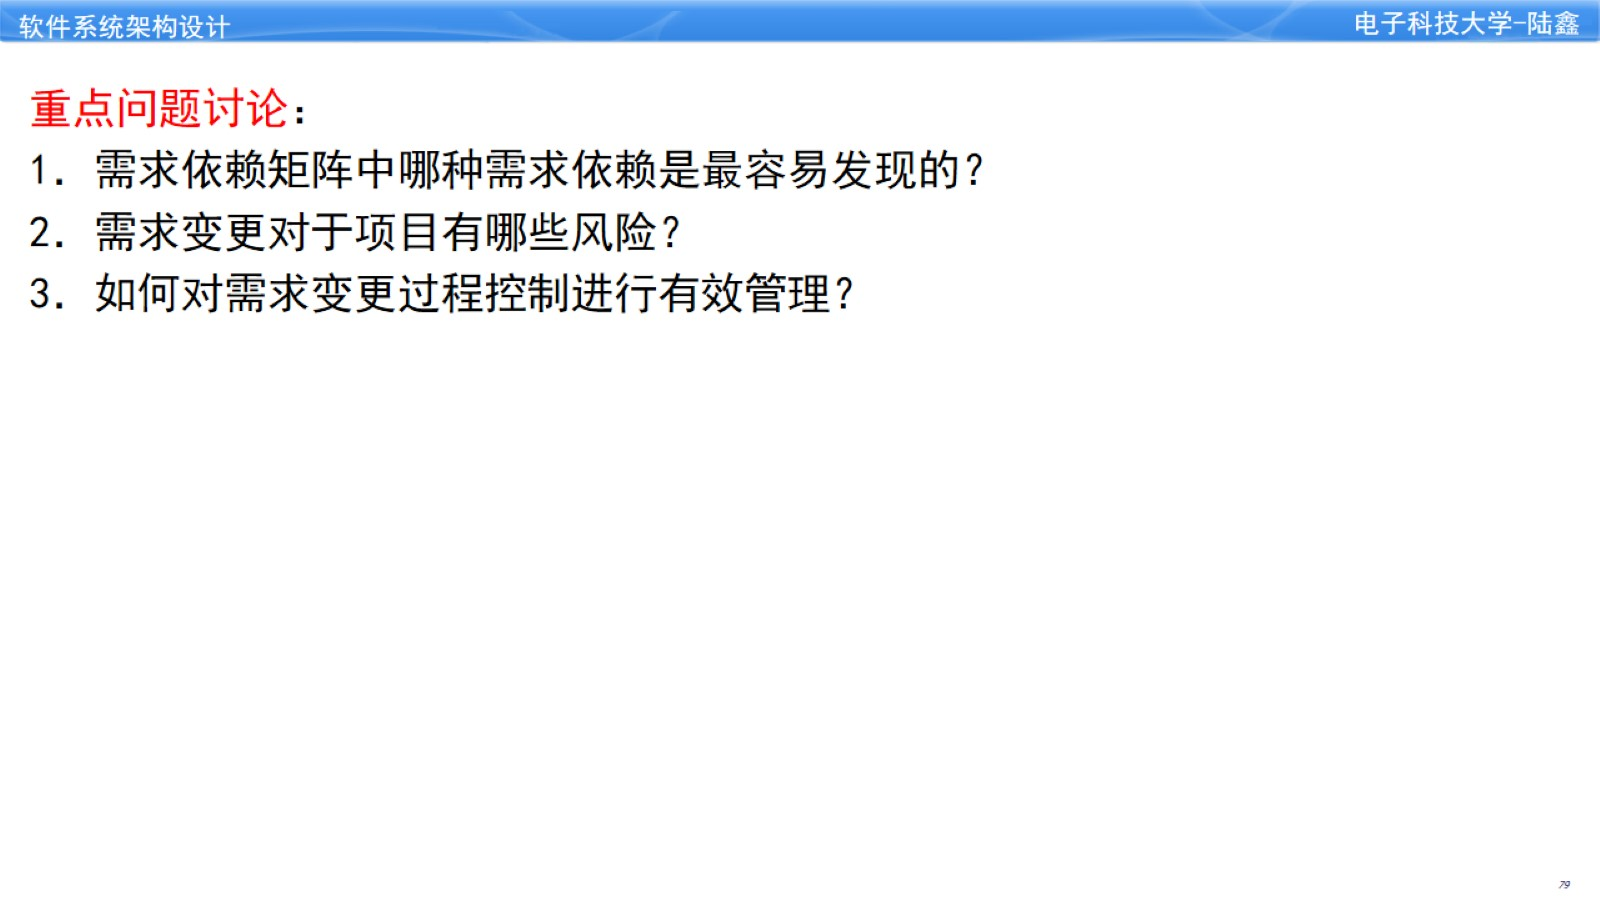 软件系统架构设计
电子科技大学-陆鑫
重点问题讨论：
1. 需求依赖矩阵中哪种需求依赖是最容易发现的？
2. 需求变更对于项目有哪些风险？
3. 如何对需求变更过程控制进行有效管理？
79